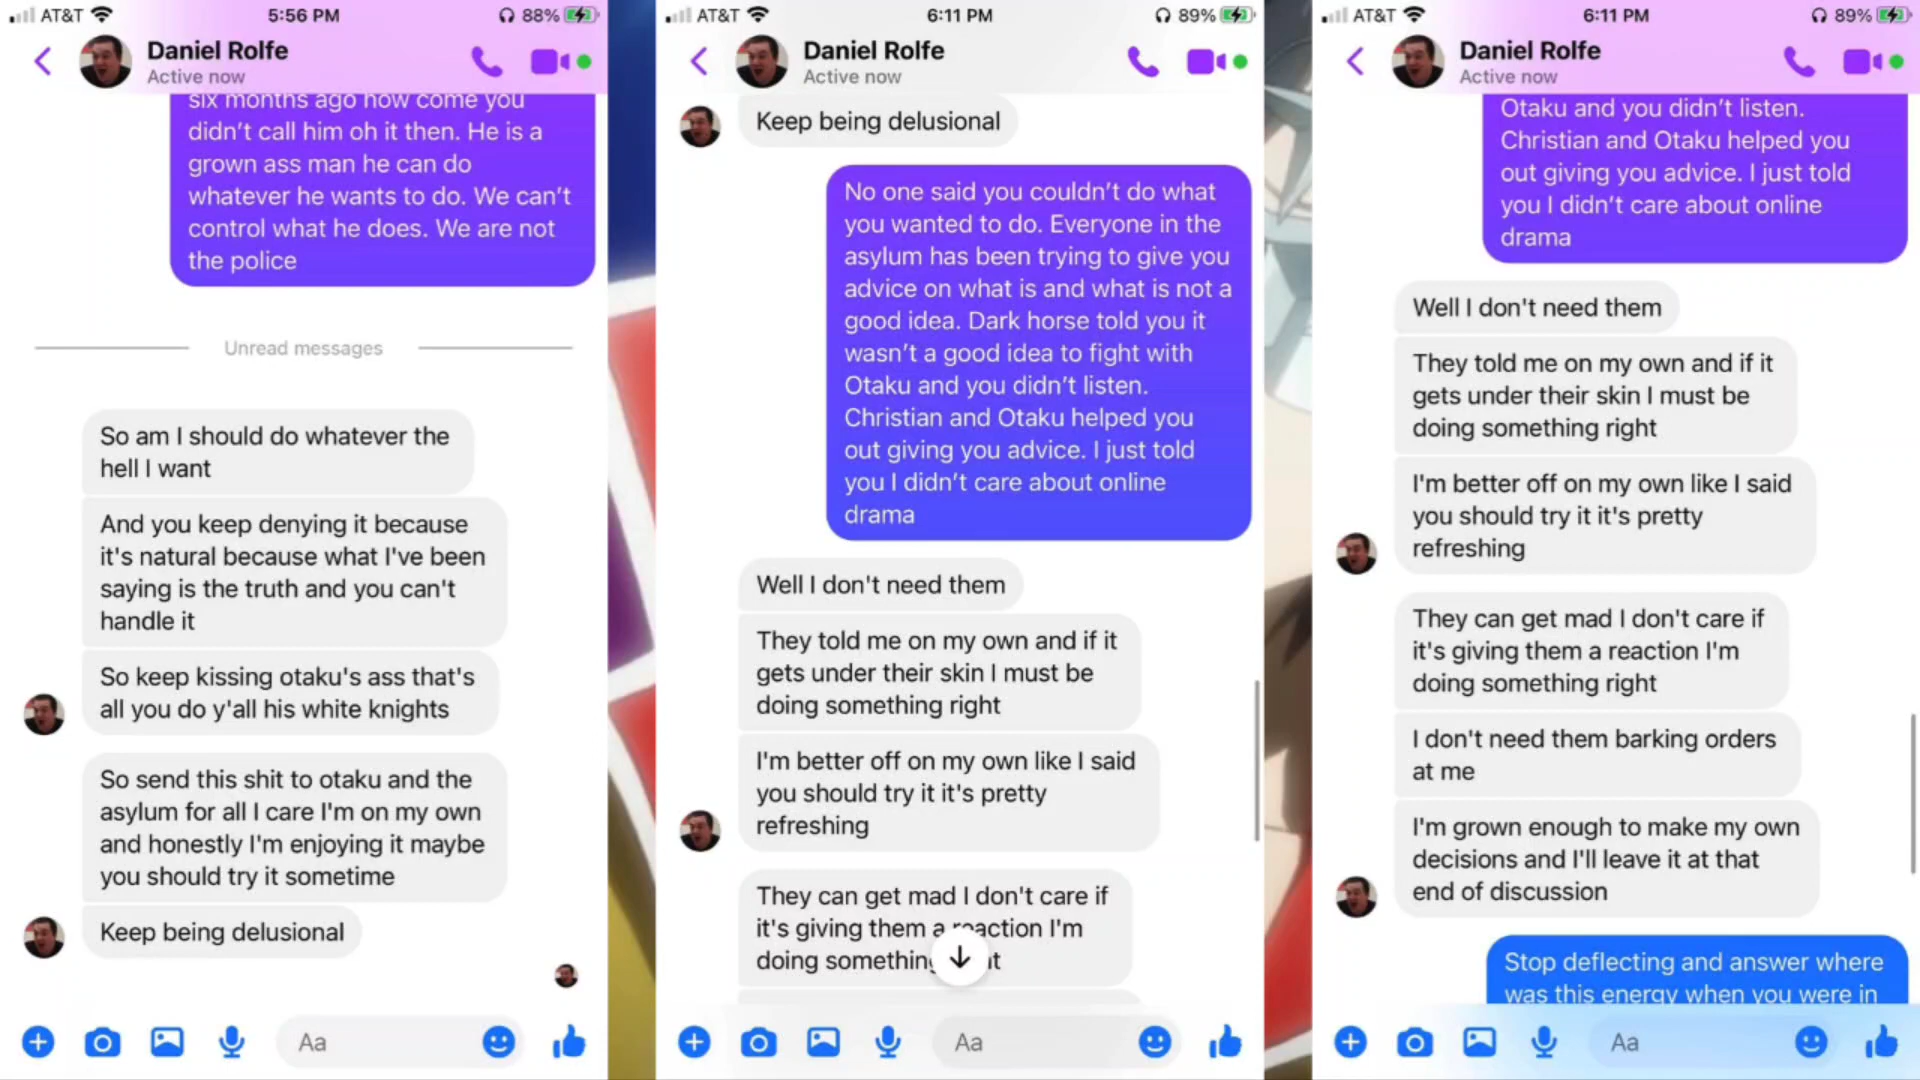 AT&T
5:56 PM
88%
Daniel Rolfe
Active now
six months ago how come you
didn't call him oh it then. He is a
grown ass man he can do
whatever he wants to do. We can't
control what he does. We are not
the police
Unread messages
So am I should do whatever the
hell I want
And you keep denying it because
it's natural because what I've been
saying is the truth and you can't
handle it
So keep kissing otaku's ass that's
all you do y'all his white knights
So send this shit to otaku and the
asylum for all I care I'm on my own
and honestly I'm enjoying it maybe
you should try it sometime
Keep being delusional
Aa
AT&T
6:11 PM
89%
Daniel Rolfe
Active now
Keep being delusional
No one said you couldn't do what
you wanted to do. Everyone in the
asylum has been trying to give you
advice on what is and what is not a
good idea. Dark horse told you it
wasn't a good idea to fight with
Otaku and you didn't listen.
Christian and Otaku helped you
out giving you advice. I just told
you I didn't care about online
drama
Well I don't need them
They told me on my own and if it
gets under their skin I must be
doing something right
I'm better off on my own like I said
you should try it it's pretty
refreshing
They can get mad I don't care if
it's giving them a reaction I'm
doing something
Aa
AT&T
6:11 PM
89%
Daniel Rolfe
Active now
Otaku and you didn't listen.
Christian and Otaku helped you
out giving you advice. I just told
you I didn't care about online
drama
Well I don't need them
They told me on my own and if it
gets under their skin I must be
doing something right
I'm better off on my own like I said
you should try it it's pretty
refreshing
They can get mad I don't care if
it's giving them a reaction I'm
doing something right
I don't need them barking orders
at me
I'm grown enough to make my own
decisions and I'll leave it at that
end of discussion
Stop deflecting and answer where
was this energy when you were in
Aa